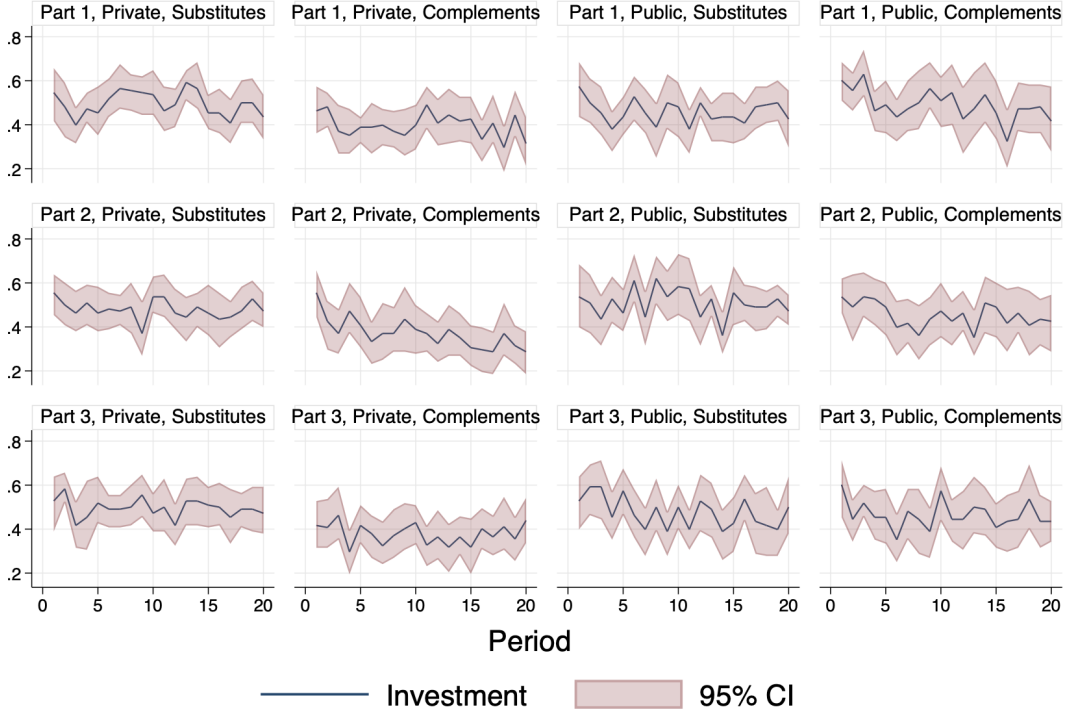 Part 1, Private, Substitutes Part 1, Private, Complements Part 1, Public, Substitutes Part 1, Public, Complements
.8
.6
.4
.2
Part 2, Private, Substitutes Part 2, Private, Complements Part 2, Public, Substitutes Part 2, Public, Complements
.8
.6
.4
.2
Part 3, Private, Substitutes Part 3, Private, Complements Part 3, Public, Substitutes Part 3, Public, Complements
.8
.6
.4
.2
0 5 10 15 20 0 5 10 15 20 0 5 10 15 20 0 5 10 15 20
Period
Investment 95% CI